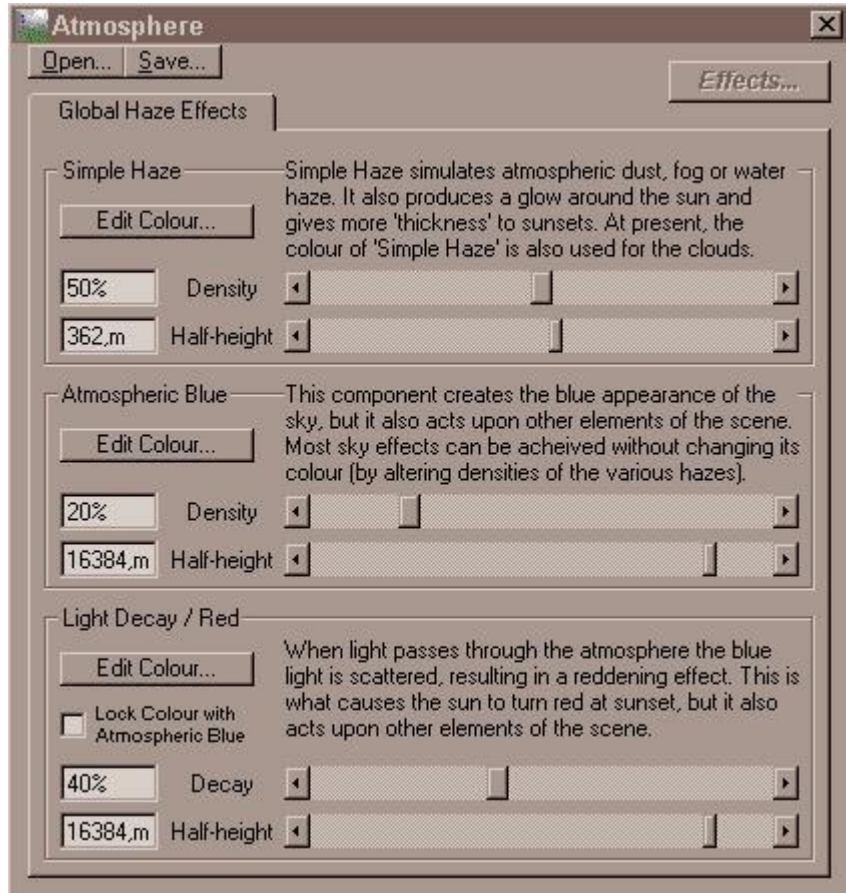 Atmosphere
Open... Save...
Effects...
Global Haze Effects
Simple Haze
Simple Haze simulates atmospheric dust, fog or water
haze. It also produces a glow around the sun and
gives more 'thickness' to sunsets. At present, the
colour of 'Simple Haze' is also used for the clouds.
Edit Colour...
50% Density
362,m Half-height
Atmospheric Blue
This component creates the blue appearance of the
sky, but it also acts upon other elements of the scene.
Most sky effects can be acheived without changing its
colour (by altering densities of the various hazes).
Edit Colour...
20% Density
16384,m Half-height
Light Decay / Red
When light passes through the atmosphere the blue
light is scattered, resulting in a reddening effect. This is
what causes the sun to turn red at sunset, but it also
acts upon other elements of the scene.
Edit Colour...
Lock Colour with
Atmospheric Blue
40% Decay
16384,m Half-height